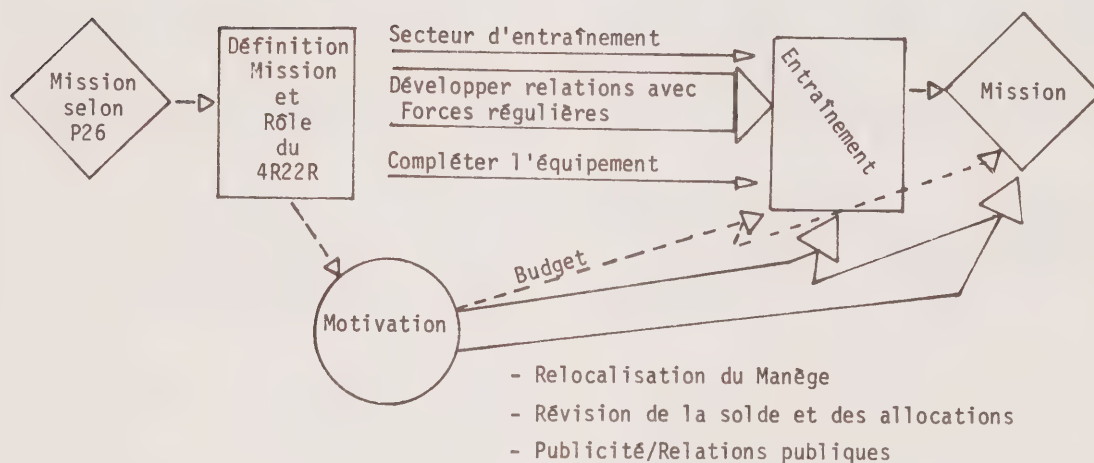 Mission
selon
P26
Définition
Mission
et
Rôle
du
4R22R
Secteur d'entraînement
Développer relations avec
Forces régulières
Compléter l'équipement
Entraînement
Mission
Budget
Motivation
- Relocalisation du Manège
- Révision de la solde et des allocations
- Publicité/Relations publiques